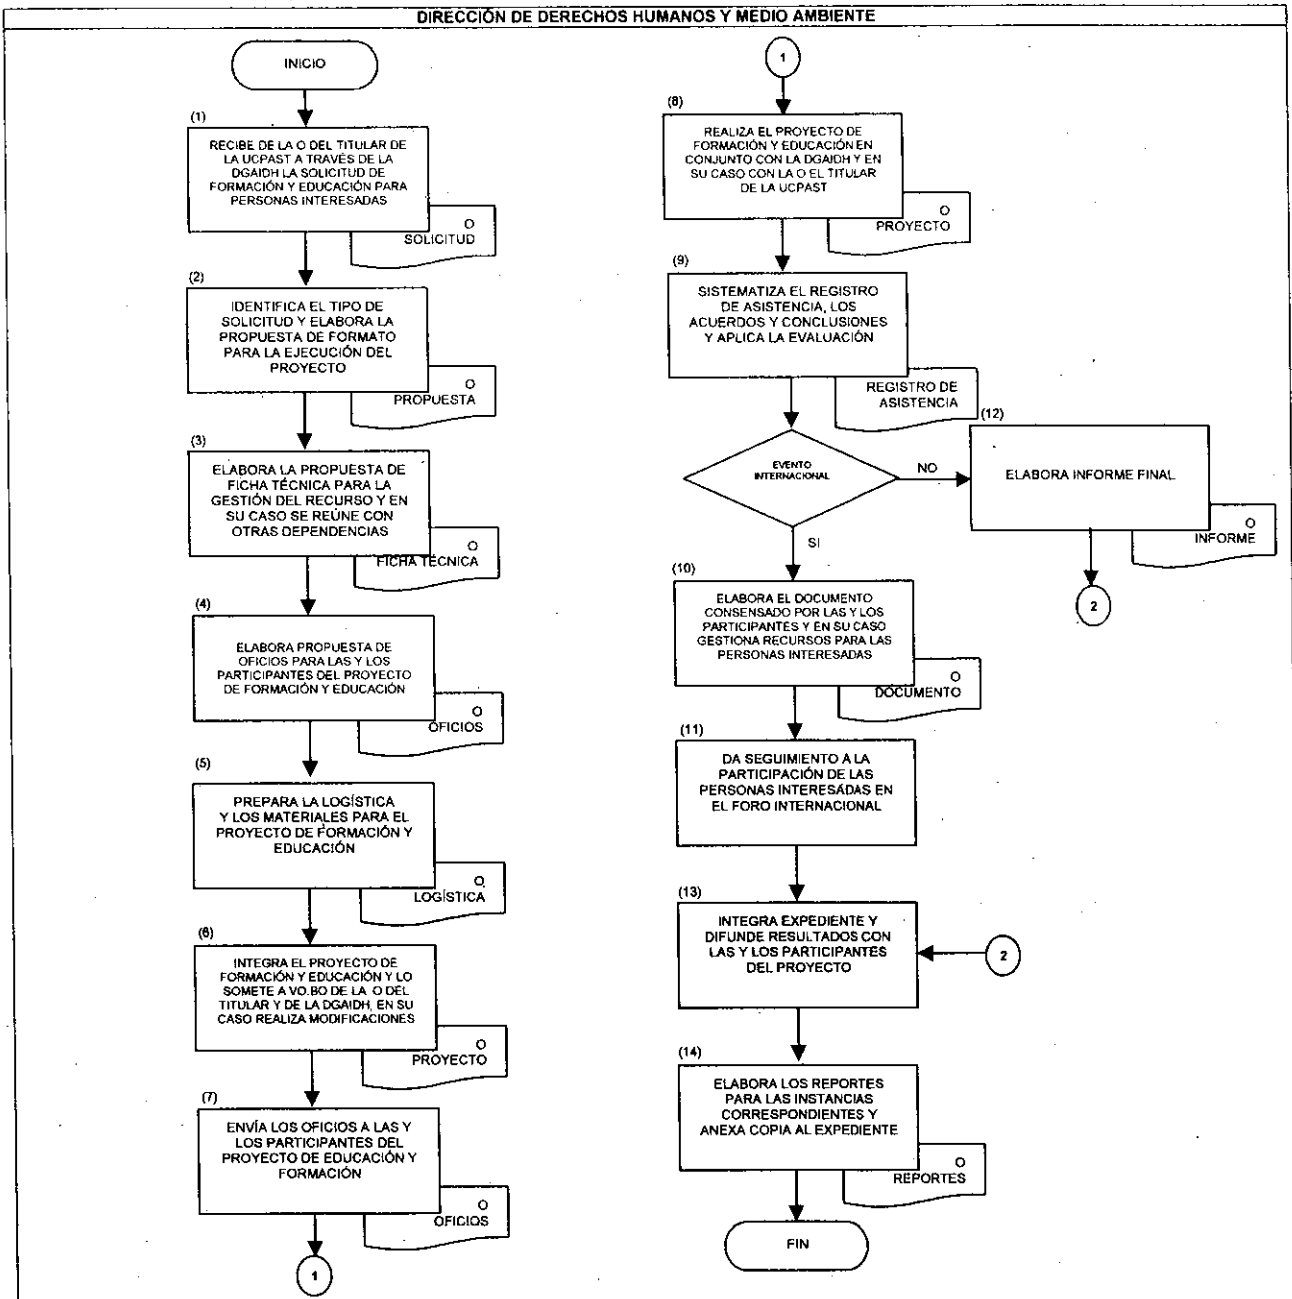 DIRECCIÓN DE DERECHOS HUMANOS Y MEDIO AMBIENTE
INICIO
(1)
RECIBE DE LA O DEL TITULAR DE
LA UCPAST A TRAVÉS DE LA
DGAIDH LA SOLICITUD DE
FORMACIÓN Y EDUCACIÓN PARA
PERSONAS INTERESADAS
O
SOLICITUD
(2)
IDENTIFICA EL TIPO DE
SOLICITUD Y ELABORA LA
PROPUESTA DE FORMATO
PARA LA EJECUCIÓN DEL
PROYECTO
O
PROPUESTA
(3)
ELABORA LA PROPUESTA DE
FICHA TÉCNICA PARA LA
GESTIÓN DEL RECURSO Y EN
SU CASO SE REÚNE CON
OTRAS DEPENDENCIAS
O
FICHA TÉCNICA
(4)
ELABORA PROPUESTA DE
OFICIOS PARA LAS Y LOS
PARTICIPANTES DEL PROYECTO
DE FORMACIÓN Y EDUCACIÓN
O
OFICIOS
(5)
PREPARA LA LOGÍSTICA
Y LOS MATERIALES PARA EL
PROYECTO DE FORMACIÓN Y
EDUCACIÓN
O
LOGÍSTICA
(6)
INTEGRA EL PROYECTO DE
FORMACIÓN Y EDUCACIÓN Y LO
SOMETE A VO.BO DE LA O DEL
TITULAR Y DE LA DGAIDH, EN SU
CASO REALIZA MODIFICACIONES
O
PROYECTO
(7)
ENVÍA LOS OFICIOS A LAS Y
LOS PARTICIPANTES DEL
PROYECTO DE EDUCACIÓN Y
FORMACIÓN
O
OFICIOS
1
1
(8)
REALIZA EL PROYECTO DE
FORMACIÓN Y EDUCACIÓN EN
CONJUNTO CON LA DGAIDH Y EN
SU CASO CON LA O EL TITULAR
DE LA UCPAST
O
PROYECTO
(9)
SISTEMATIZA EL REGISTRO
DE ASISTENCIA, LOS
ACUERDOS Y CONCLUSIONES
Y APLICA LA EVALUACIÓN
REGISTRO DE
ASISTENCIA
EVENTO
INTERNACIONAL
NO
(12)
ELABORA INFORME FINAL
O
INFORME
2
SI
(10)
ELABORA EL DOCUMENTO
CONSENSADO POR LAS Y LOS
PARTICIPANTES Y EN SU CASO
GESTIONA RECURSOS PARA LAS
PERSONAS INTERESADAS
O
DOCUMENTO
(11)
DA SEGUIMIENTO A LA
PARTICIPACIÓN DE LAS
PERSONAS INTERESADAS EN
EL FORO INTERNACIONAL
(13)
INTEGRA EXPEDIENTE Y
DIFUNDE RESULTADOS CON
LAS Y LOS PARTICIPANTES
DEL PROYECTO
2
(14)
ELABORA LOS REPORTES
PARA LAS INSTANCIAS
CORRESPONDIENTES Y
ANEXA COPIA AL EXPEDIENTE
O
REPORTES
FIN